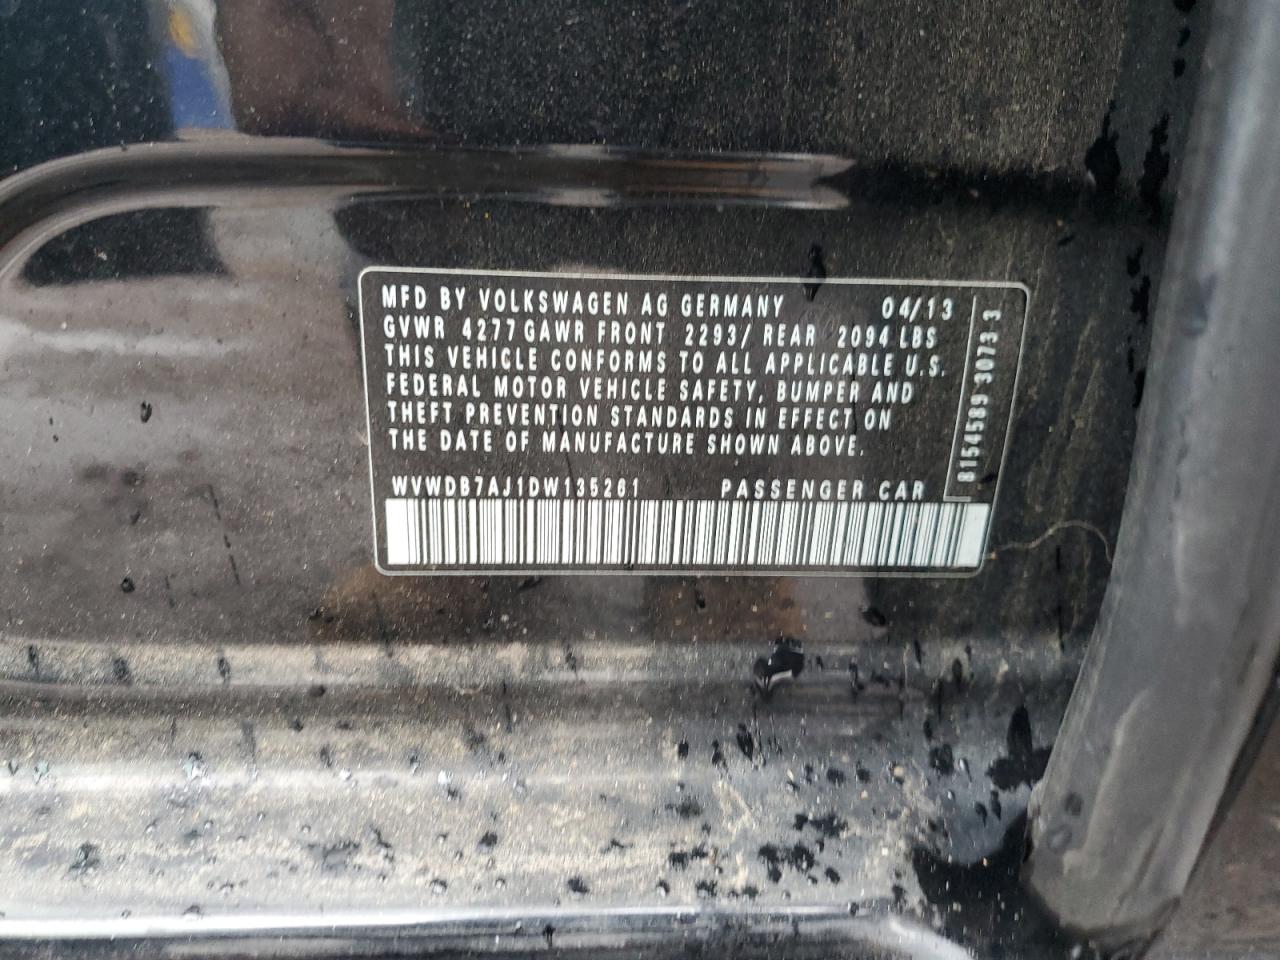 MFD BY VOLKSWAGEN AG GERMANY 04/13
GVWR 4277 GAWR FRONT 2293/ REAR 2094 LBS
THIS VEHICLE CONFORMS TO ALL APPLICABLE U.S.
FEDERAL MOTOR VEHICLE SAFETY, BUMPER AND
THEFT PREVENTION STANDARDS IN EFFECT ON
THE DATE OF MANUFACTURE SHOWN ABOVE.
WVWDB7AJ1DW135261 PASSENGER CAR
8154589 3073 3